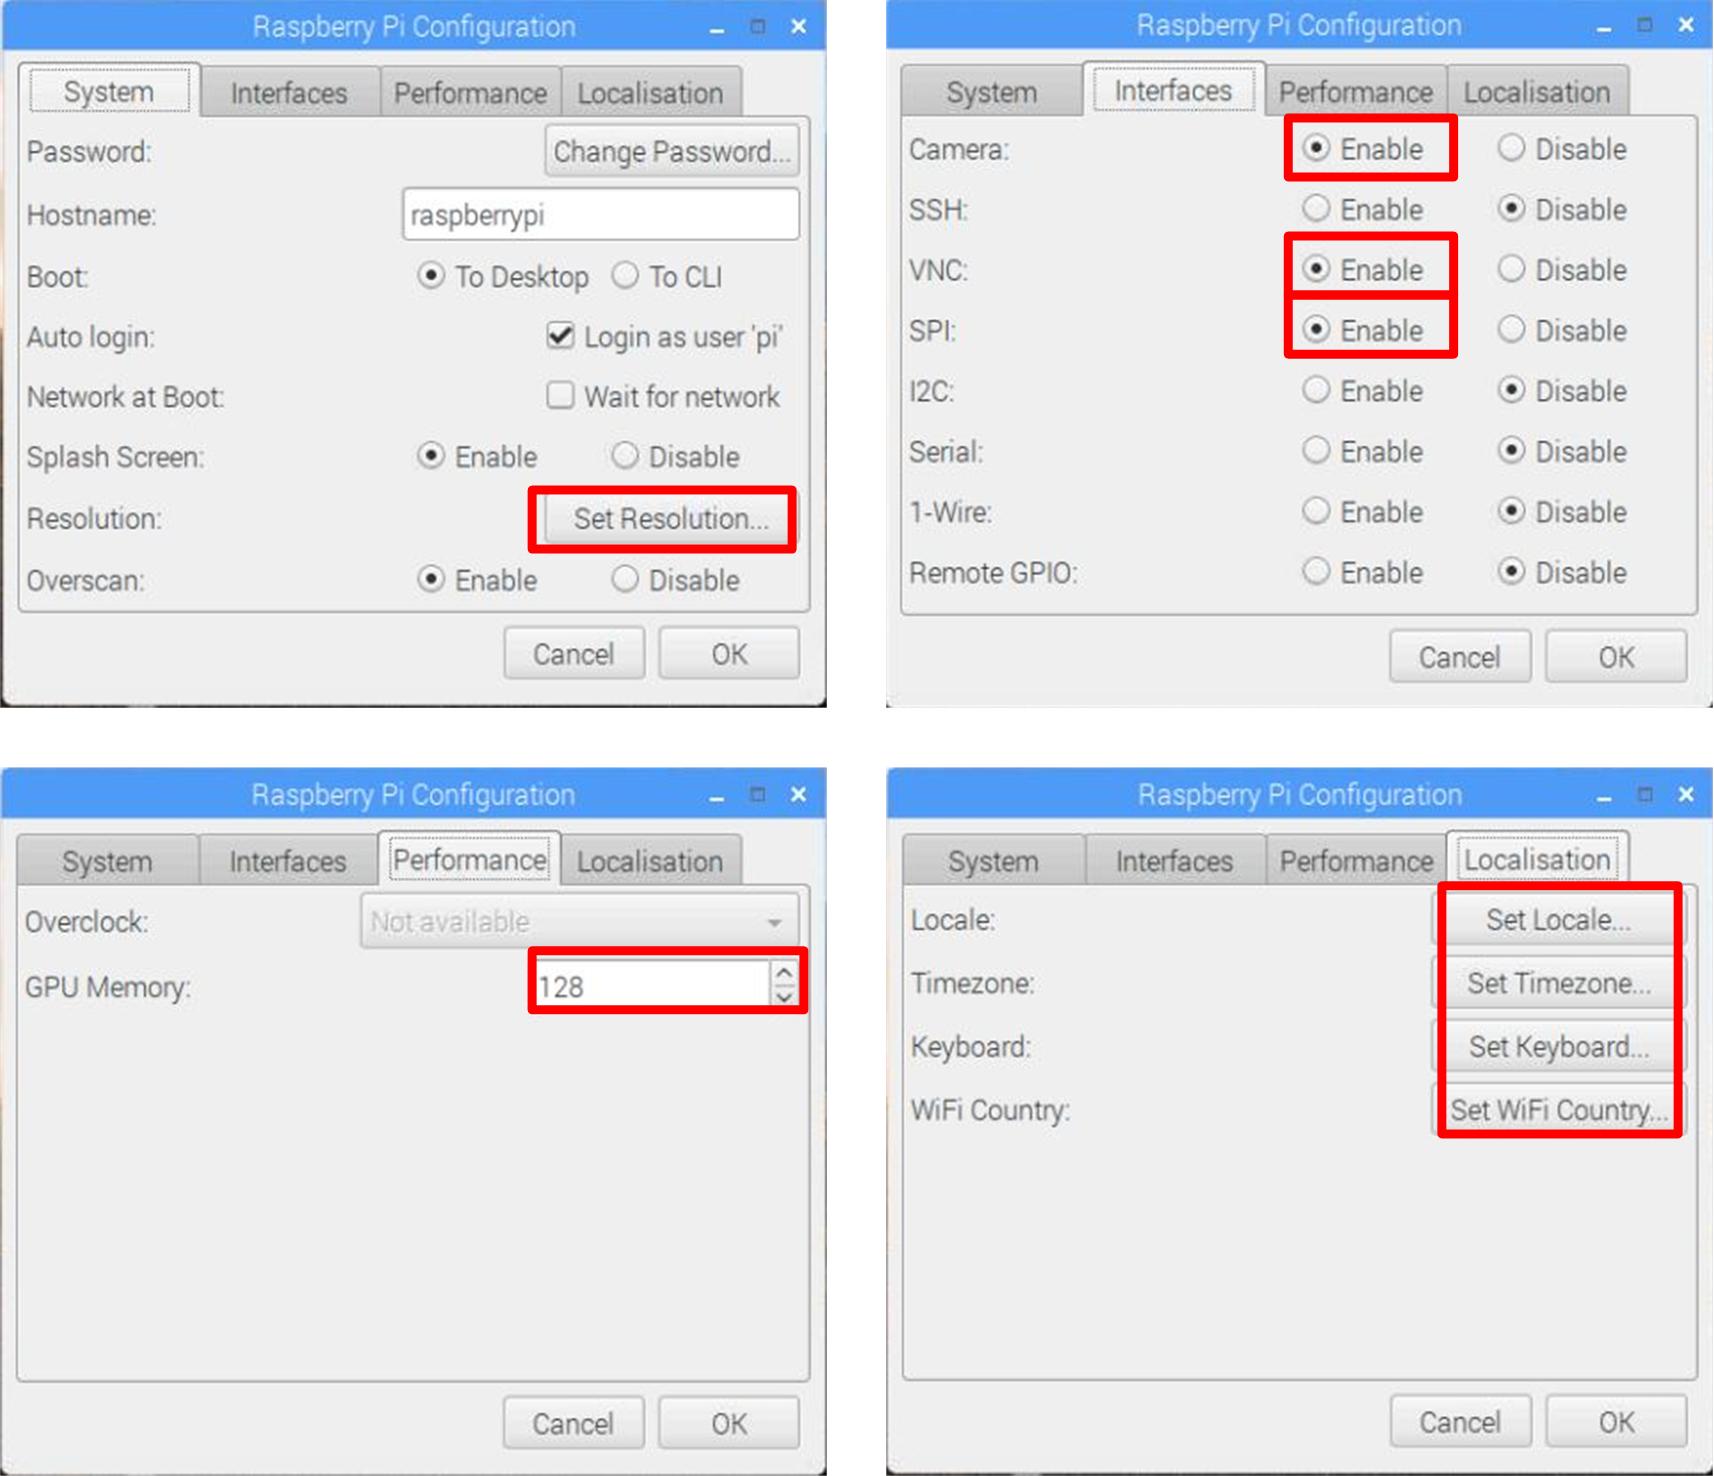 Raspberry Pi Configuration
System Interfaces Performance Localisation
Password: Change Password...
Hostname: raspberrypi
Boot: To Desktop To CLI
Auto login: Login as user 'pi'
Network at Boot: Wait for network
Splash Screen: Enable Disable
Resolution: Set Resolution...
Overscan: Enable Disable
Cancel OK
Raspberry Pi Configuration
System Interfaces Performance Localisation
Camera: Enable Disable
SSH: Enable Disable
VNC: Enable Disable
SPI: Enable Disable
I2C: Enable Disable
Serial: Enable Disable
1-Wire: Enable Disable
Remote GPIO: Enable Disable
Cancel OK
Raspberry Pi Configuration
System Interfaces Performance Localisation
Overclock: Not available
GPU Memory: 128
Cancel OK
Raspberry Pi Configuration
System Interfaces Performance Localisation
Locale: Set Locale...
Timezone: Set Timezone...
Keyboard: Set Keyboard...
WiFi Country: Set WiFi Country...
Cancel OK